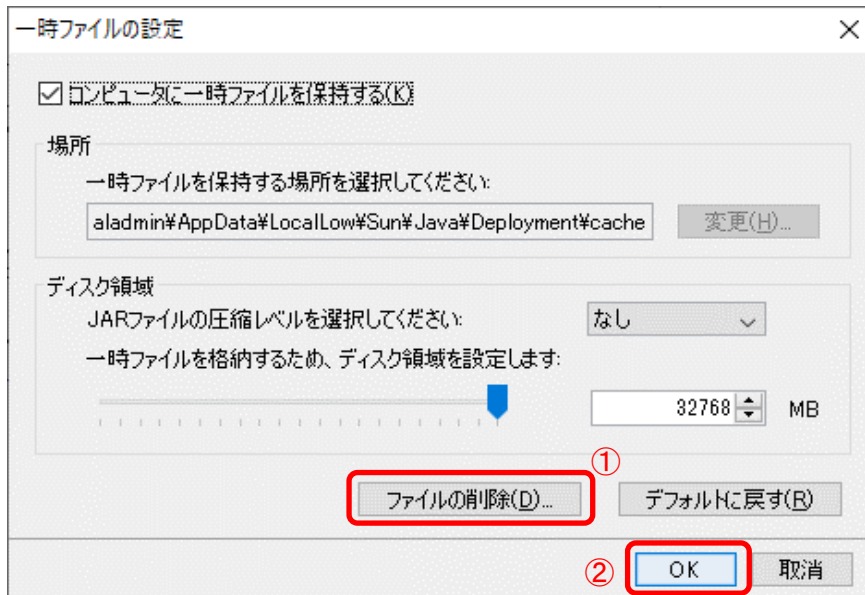 一時ファイルの設定
コンピュータに一時ファイルを保持する(K)
場所
一時ファイルを保持する場所を選択してください:
aladmin¥AppData¥LocalLow¥Sun¥Java¥Deployment¥cache 変更(H)...
ディスク領域
JARファイルの圧縮レベルを選択してください: なし
一時ファイルを格納するため、ディスク領域を設定します:
32768 MB
①
ファイルの削除(D)... デフォルトに戻す(R)
② OK 取消